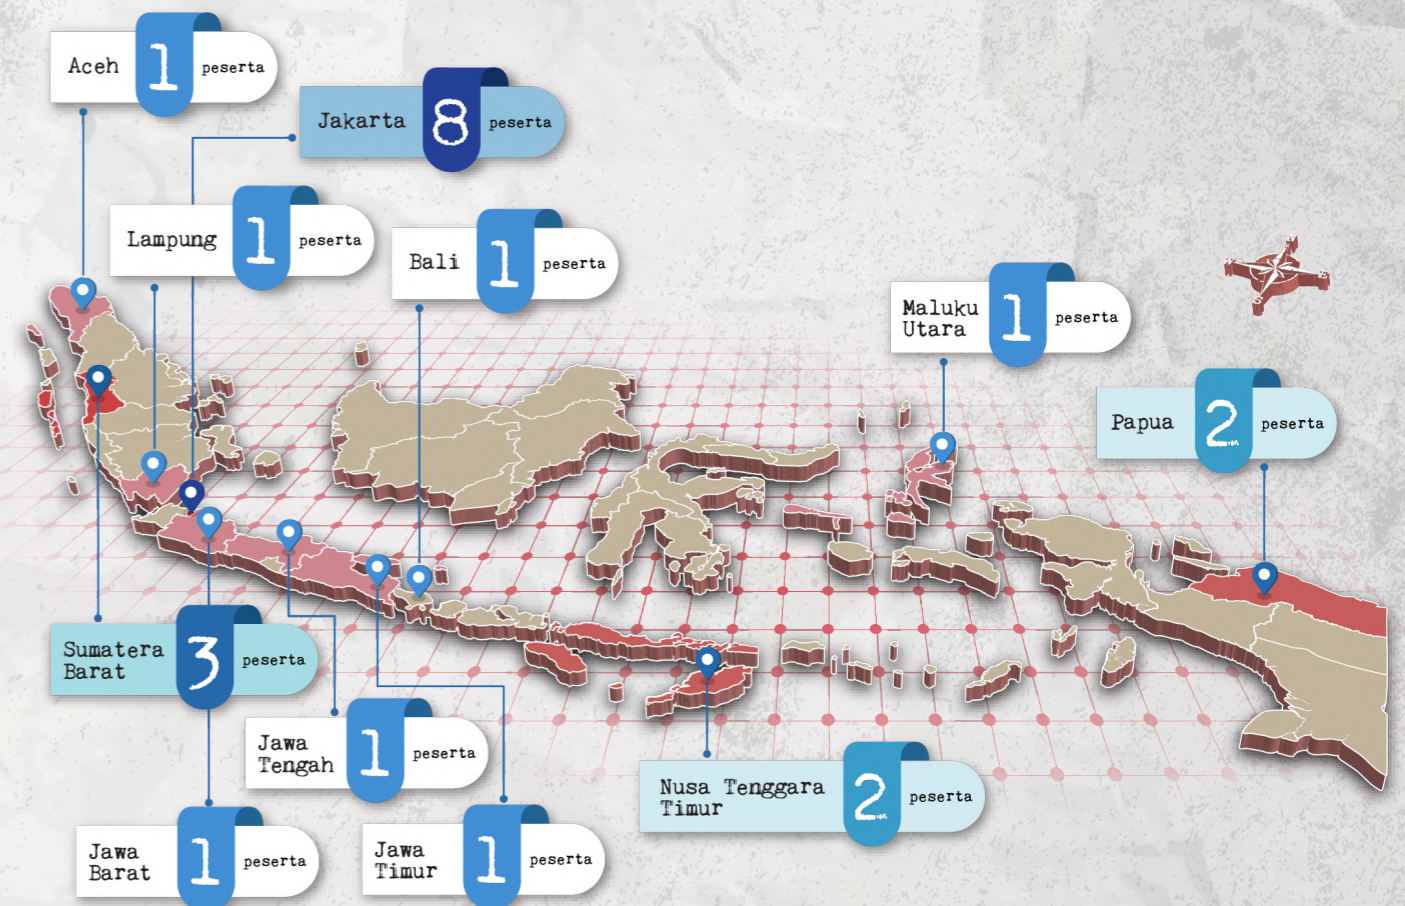 Aceh 1 peserta
Jakarta 8 peserta
Lampung 1 peserta
Bali 1 peserta
Maluku
Utara 1 peserta
Papua 2 peserta
Sumatera
Barat 3 peserta
Jawa
Tengah 1 peserta
Nusa Tenggara
Timur 2 peserta
Jawa
Barat 1 peserta
Jawa
Timur 1 peserta